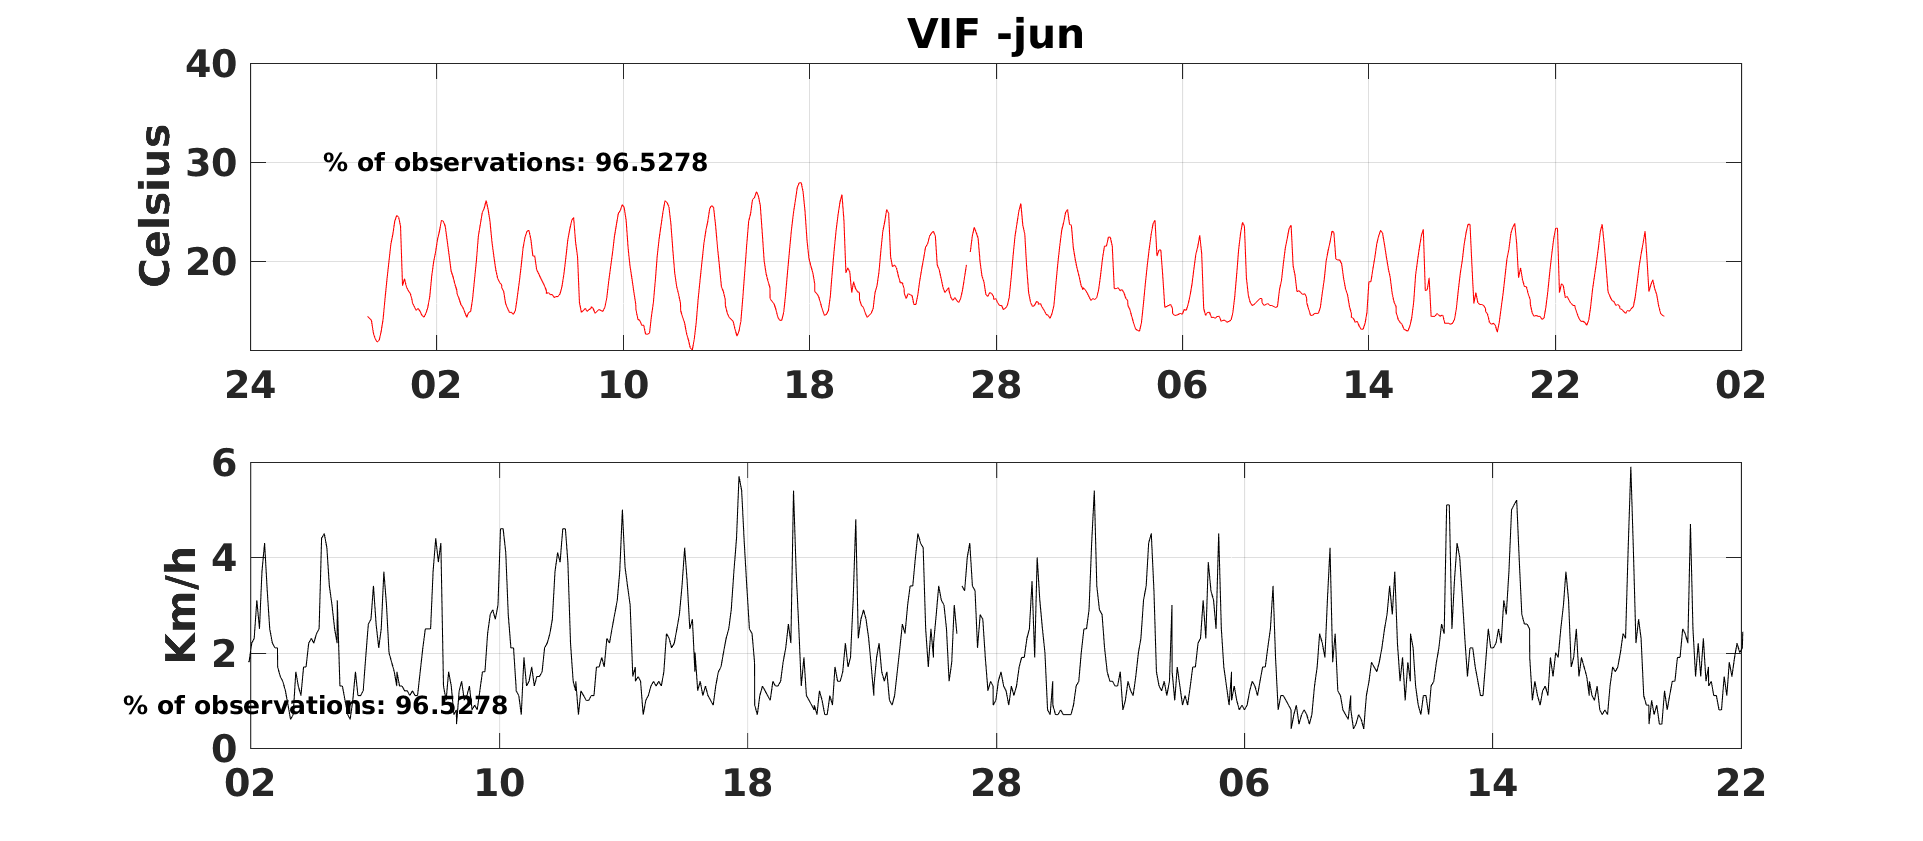 VIF -jun
40
30
20
Celsius
% of observations: 96.5278
24 02 10 18 28 06 14 22 02
6
4
2
0
Km/h
% of observations: 96.5278
02 10 18 28 06 14 22